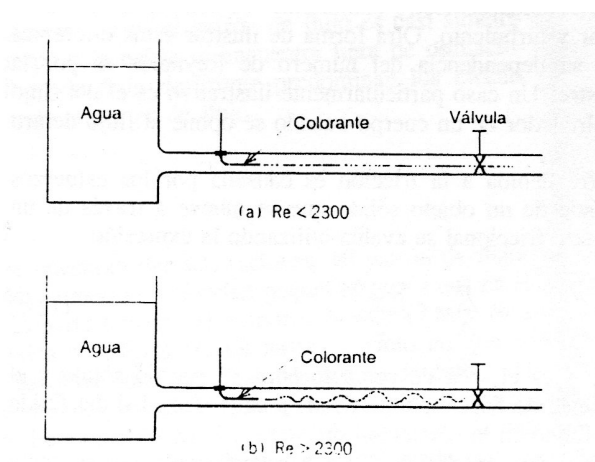 Agua
Colorante
Válvula
(a) Re < 2300
Agua
Colorante
(b) Re > 2300